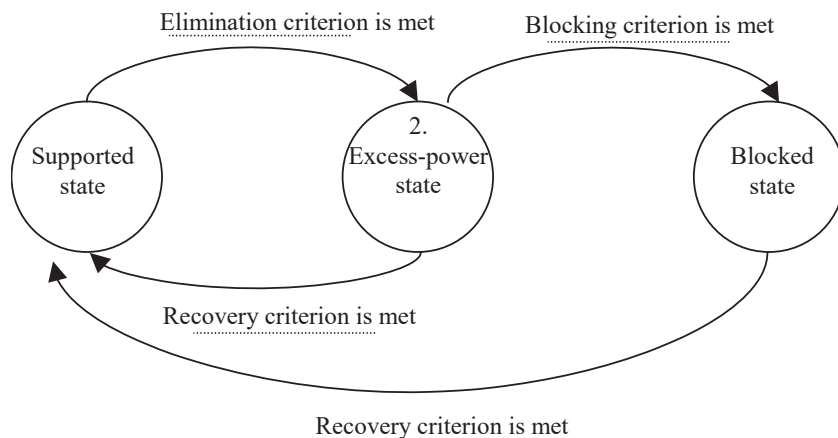 Elimination criterion is met
Blocking criterion is met
Supported
state
2.
Excess-power
state
Blocked
state
Recovery criterion is met
Recovery criterion is met